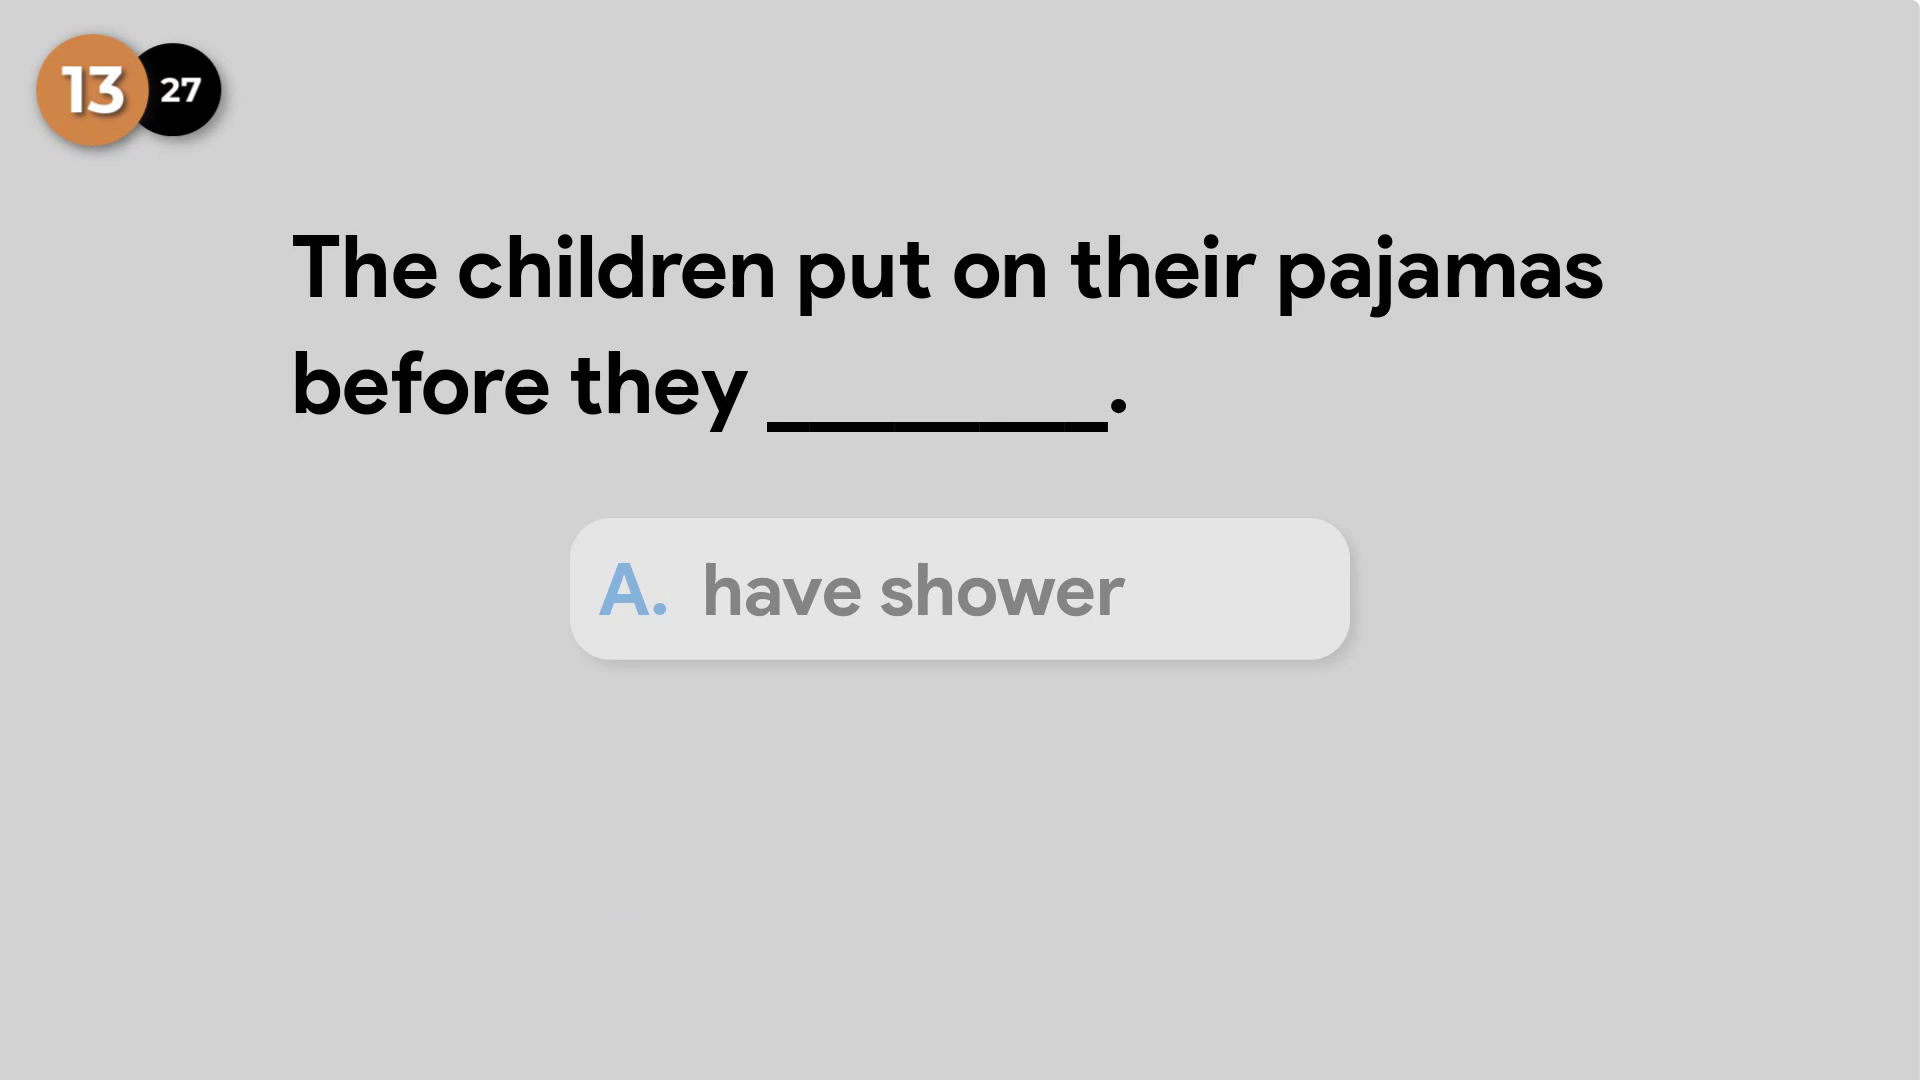 13 27
The children put on their pajamas
before they ________.
A. have shower